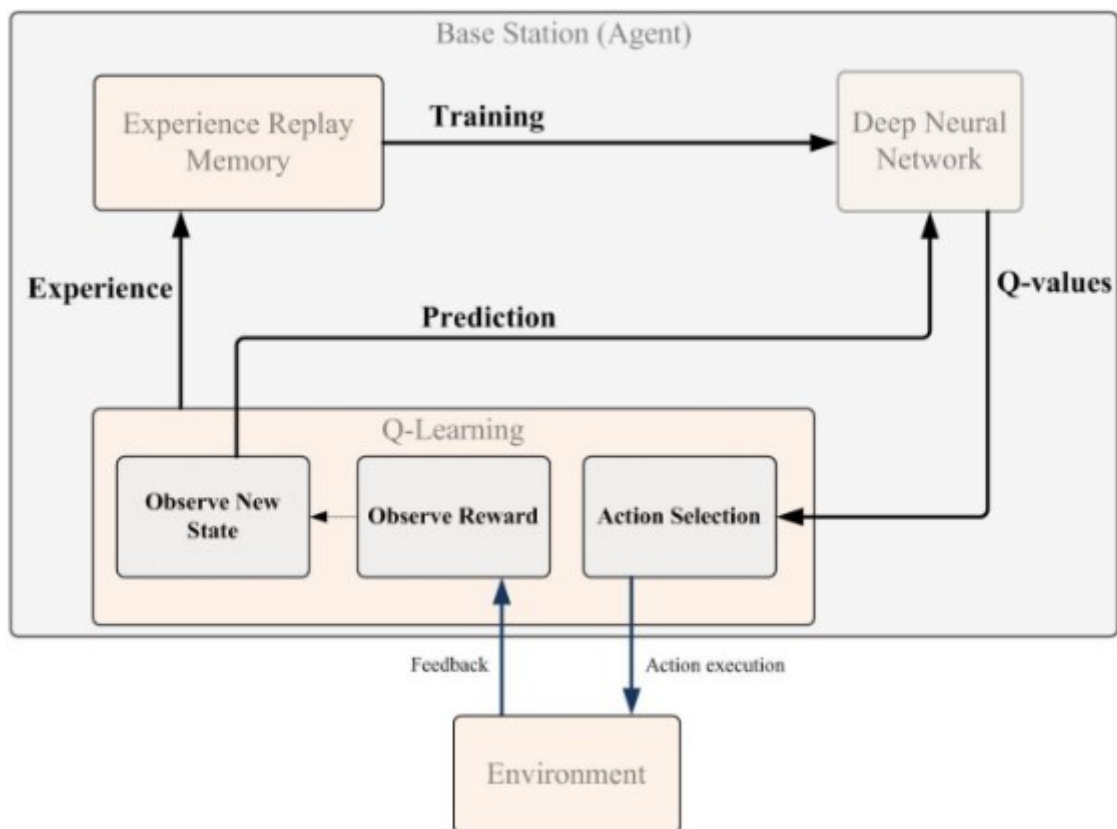 Base Station (Agent)
Experience Replay
Memory
Training
Deep Neural
Network
Experience
Prediction
Q-values
Q-Learning
Observe New
State
Observe Reward
Action Selection
Feedback
Action execution
Environment